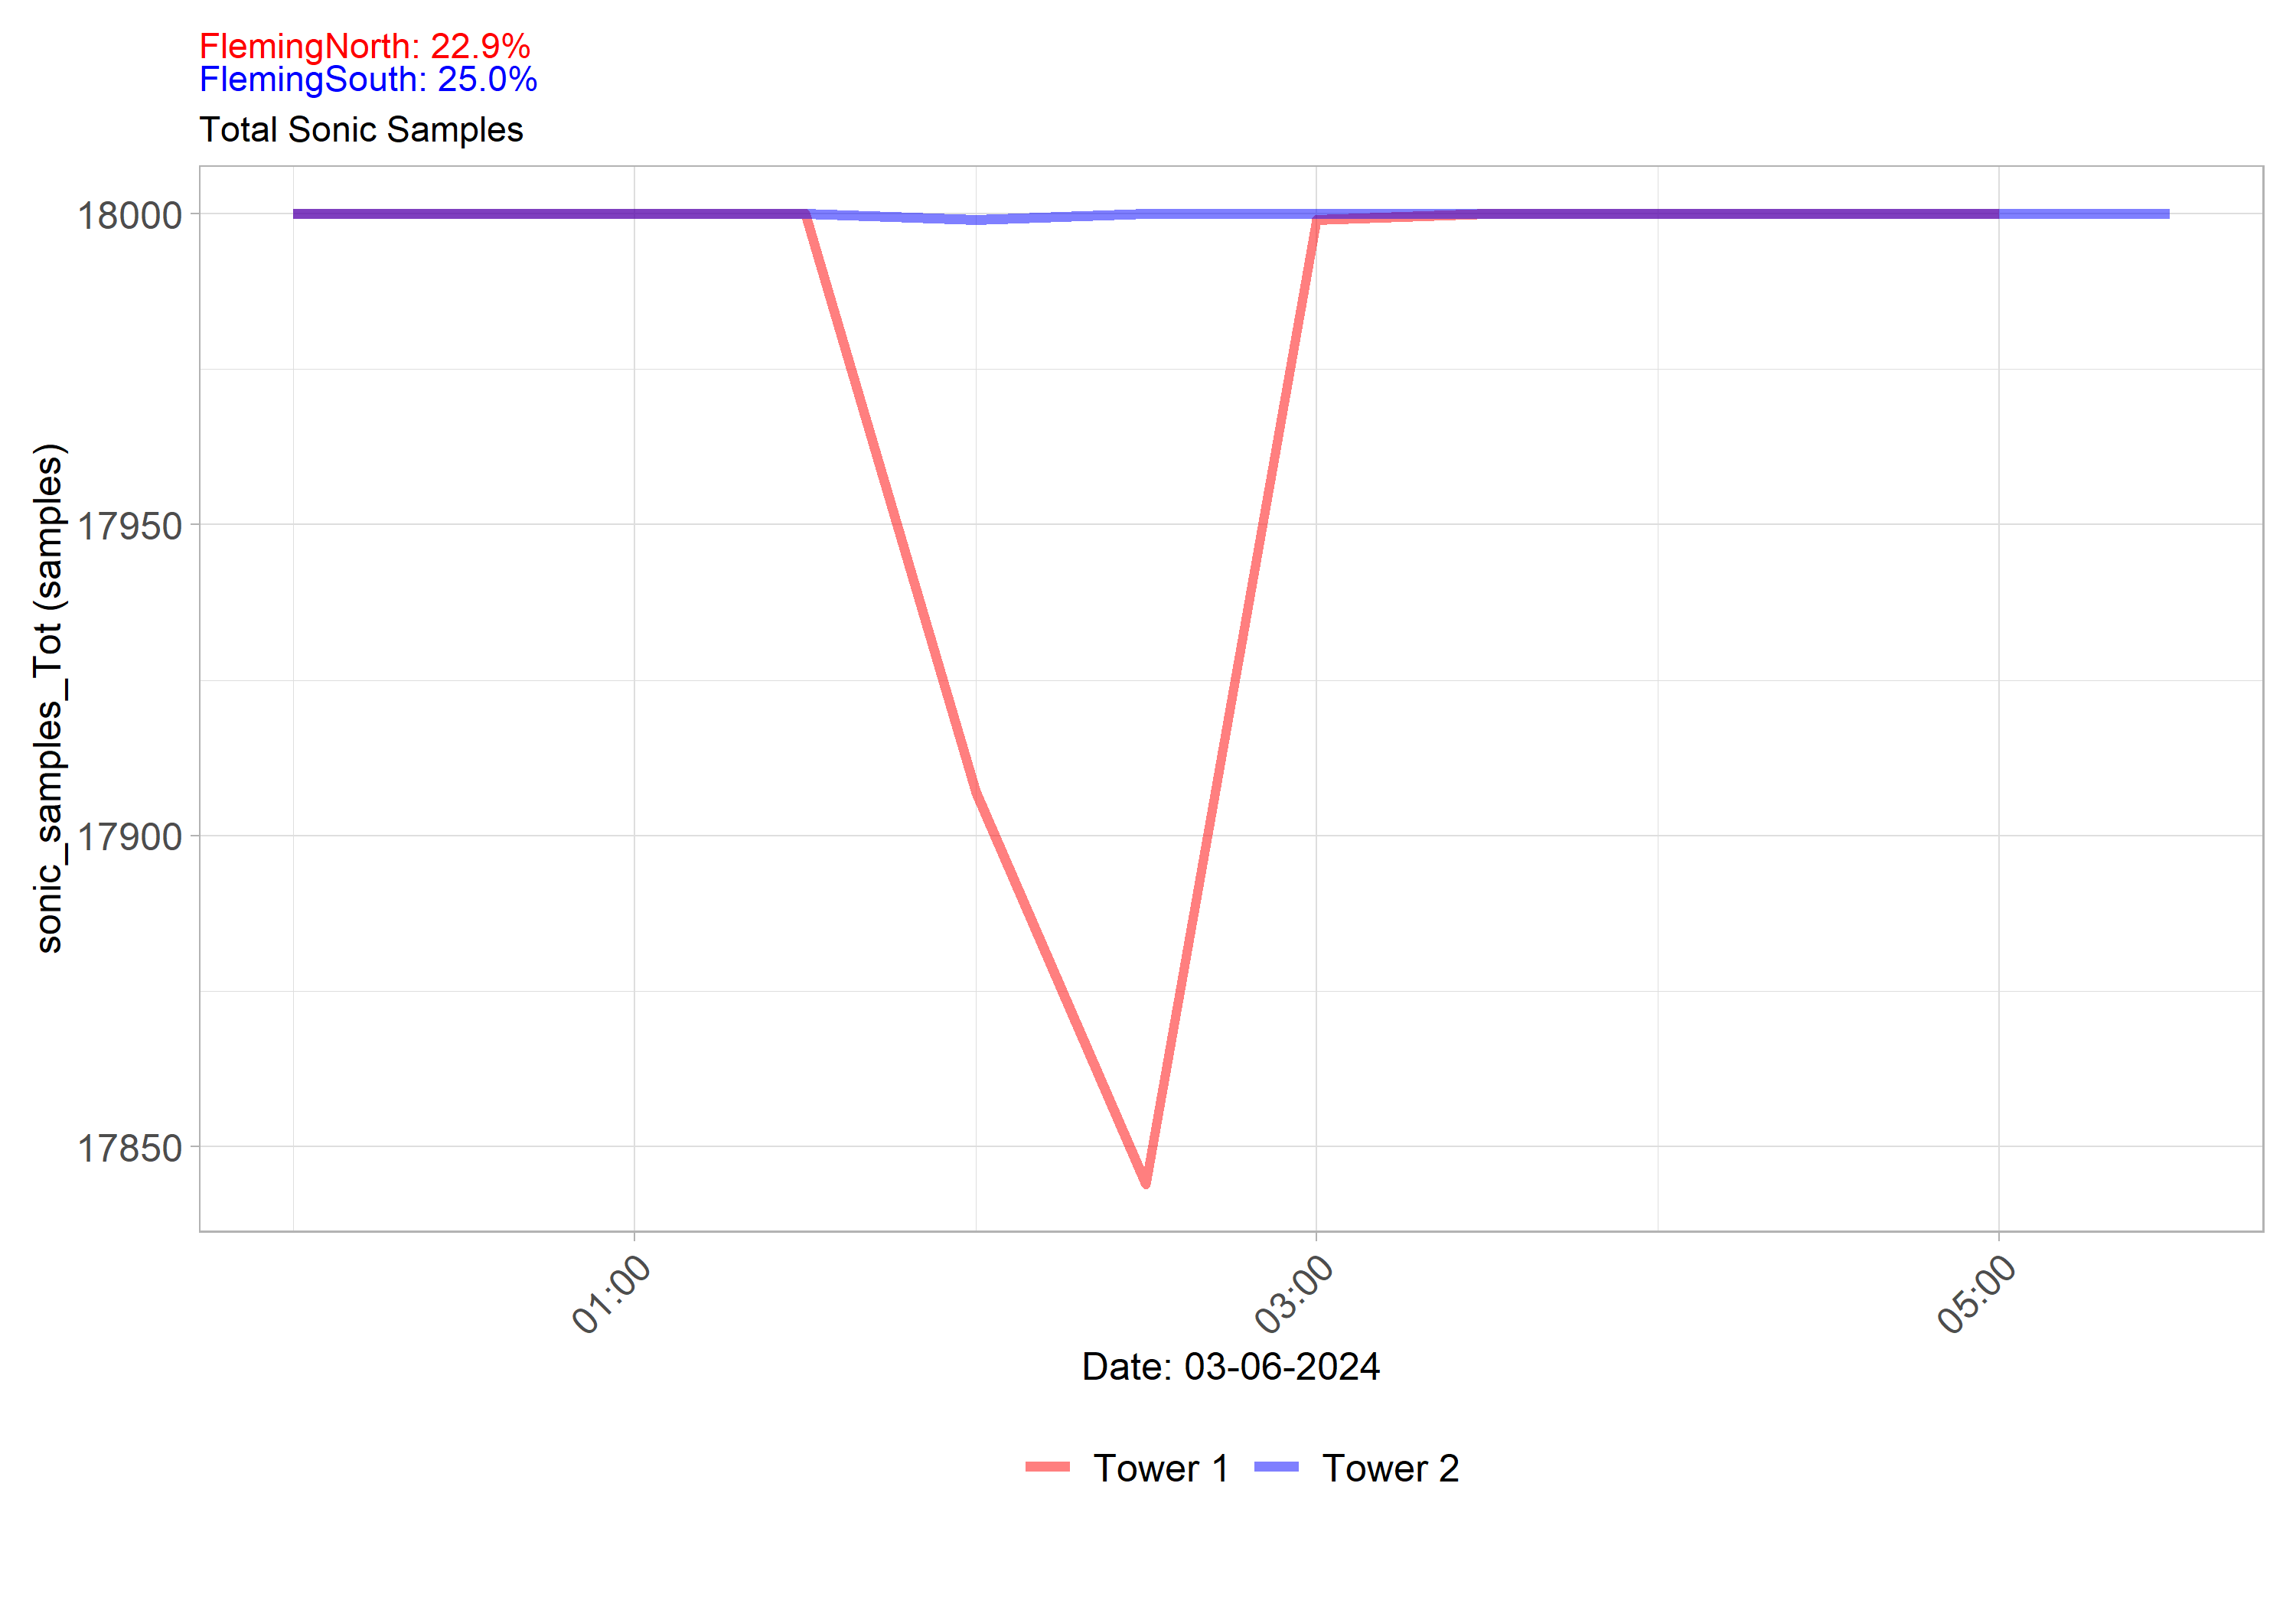 FlemingNorth: 22.9%
FlemingSouth: 25.0%
Total Sonic Samples
sonic_samples_Tot (samples)
18000
17950
17900
17850
01:00
03:00
05:00
Date: 03-06-2024
Tower 1
Tower 2